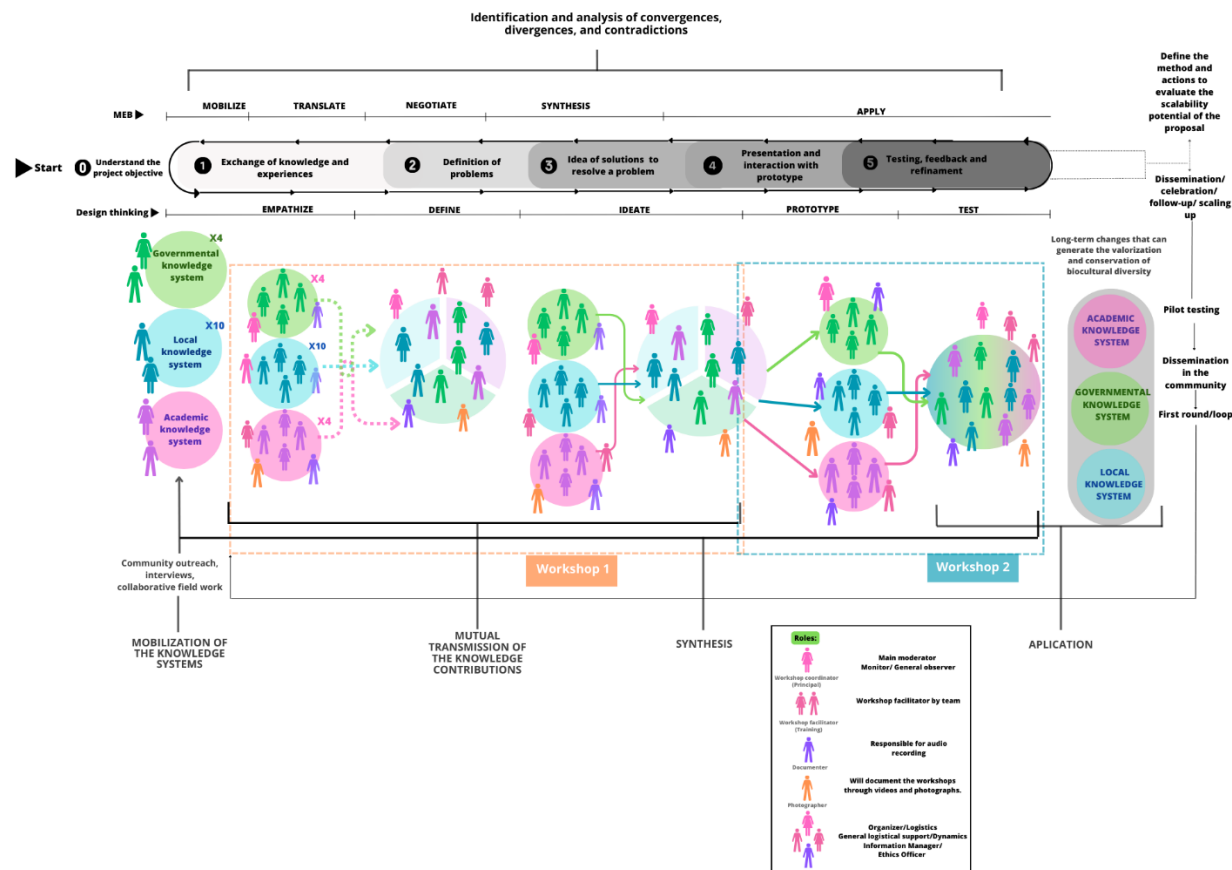 Identification and analysis of convergences,
divergences, and contradictions
Define the
method and
actions to
evaluate the
scalability
potential of the
proposal
MEB
MOBILIZE
TRANSLATE
NEGOTIATE
SYNTHESIS
APPLY
Start
0
Understand the
project objective
1
Exchange of knowledge and
experiences
2
Definition of
problems
3
Idea of solutions to
resolve a problem
4
Presentation and
interaction with
prototype
5
Testing, feedback and
refinement
Dissemination/
celebration/
follow-up/ scaling
up
Design thinking
EMPATHIZE
DEFINE
IDEATE
PROTOTYPE
TEST
X4
Governmental
knowledge
system
X10
Local
knowledge
system
Academic
knowledge
system
X4
X10
X4
Long-term changes that can
generate the valorization
and conservation of
biocultural diversity
ACADEMIC
KNOWLEDGE
SYSTEM
GOVERNMENTAL
KNOWLEDGE
SYSTEM
LOCAL
KNOWLEDGE
SYSTEM
Pilot testing
Dissemination
in the
community
First round/loop
Workshop 1
Workshop 2
Community outreach,
interviews,
collaborative field work
MOBILIZATION OF
THE KNOWLEDGE
SYSTEMS
MUTUAL
TRANSMISSION OF
THE KNOWLEDGE
CONTRIBUTIONS
SYNTHESIS
APLICATION
Roles:
Main moderator
Monitor/ General observer
Workshop coordinator
(Principal)
Workshop facilitator by team
Workshop facilitator
(Training)
Responsible for audio
recording
Documenter
Will document the workshops
through videos and photographs.
Photographer
Organizer/Logistics
General logistical support/Dynamics
Information Manager/
Ethics Officer